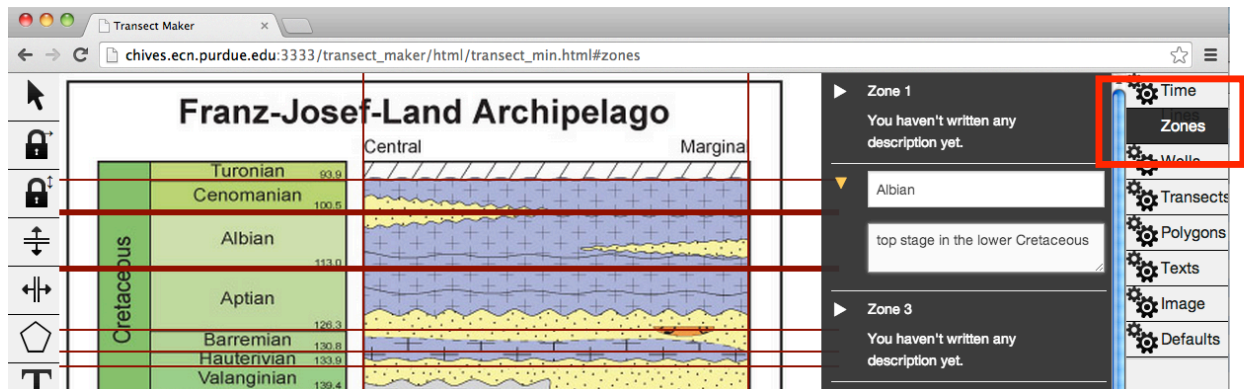 Transect Maker
chives.ecn.purdue.edu:3333/transect_maker/html/transect_min.html#zones
Franz-Josef-Land Archipelago
Central
Margina
Cretaceous
Turonian 93.9
Cenomanian 100.5
Albian 113.0
Aptian 126.3
Barremian 130.8
Hauterivian 133.9
Valanginian 139.4
T
Zone 1
You haven't written any
description yet.
Albian
top stage in the lower Cretaceous
Zone 3
You haven't written any
description yet.
Time
Lines
Zones
Wells
Transects
Polygons
Texts
Image
Defaults